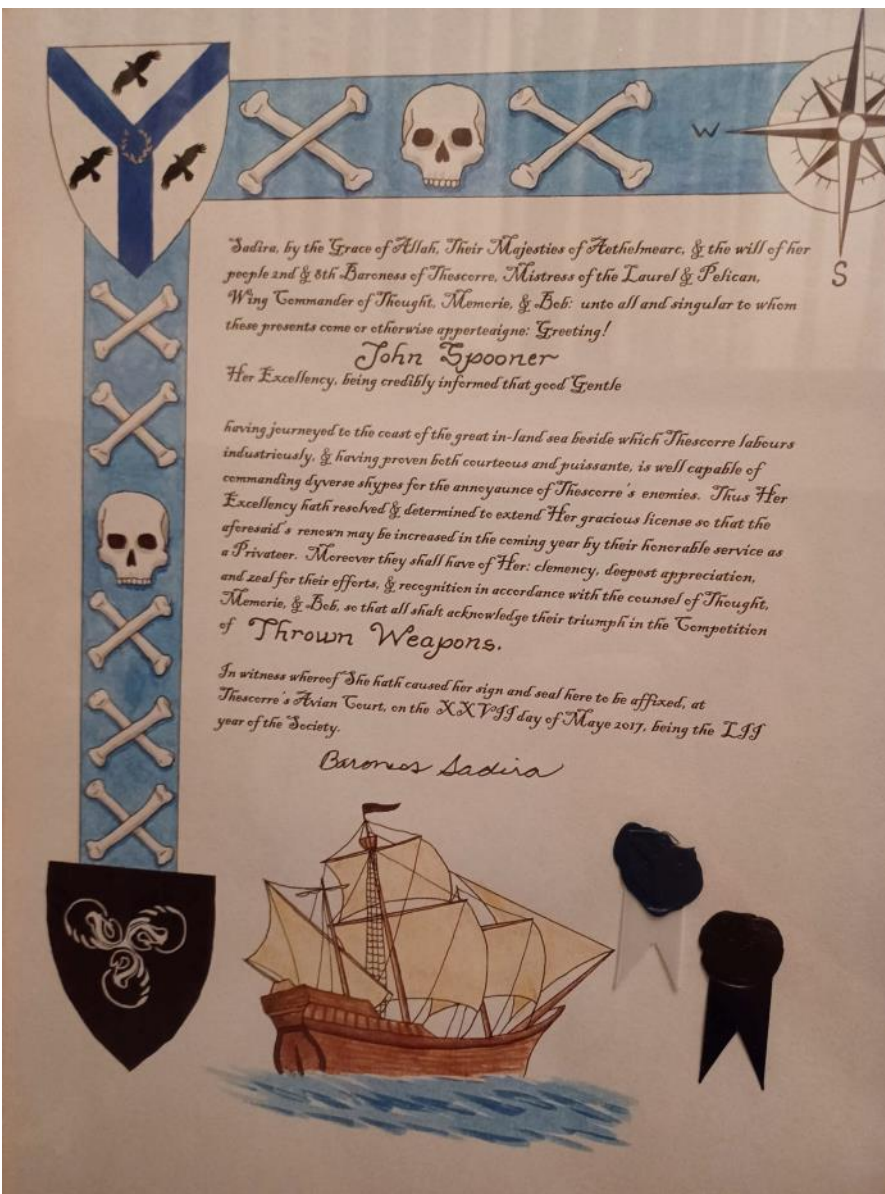 W
S
Sadira, by the Grace of Allah, Their Majesties of Aethelmearc, & the will of her
people 2nd & 8th Baroness of Thescorre, Mistress of the Laurel & Pelican,
Wing Commander of Thought, Memorie, & Bob: unto all and singular to whom
these presents come or otherwise apperteaigne: Greeting!
John Spooner
Her Excellency, being credibly informed that good Gentle
having journeyed to the coast of the great in-land sea beside which Thescorre labours
industriously, & having proven both courteous and puissante, is well capable of
commanding dyverse shypes for the annoyaunce of Thescorre's enemies. Thus Her
Excellency hath resolved & determined to extend Her gracious license so that the
aforesaid's renown may be increased in the coming year by their honorable service as
a Privateer. Moreover they shall have of Her: clemency, deepest appreciation,
and zeal for their efforts, & recognition in accordance with the counsel of Thought,
Memorie, & Bob, so that all shalt acknowledge their triumph in the Competition
of Thrown Weapons.
In witness whereof She hath caused her sign and seal here to be affixed, at
Thescorre's Avian Court, on the XXVII day of Maye 2017, being the LII
year of the Society.
Baroness Sadira